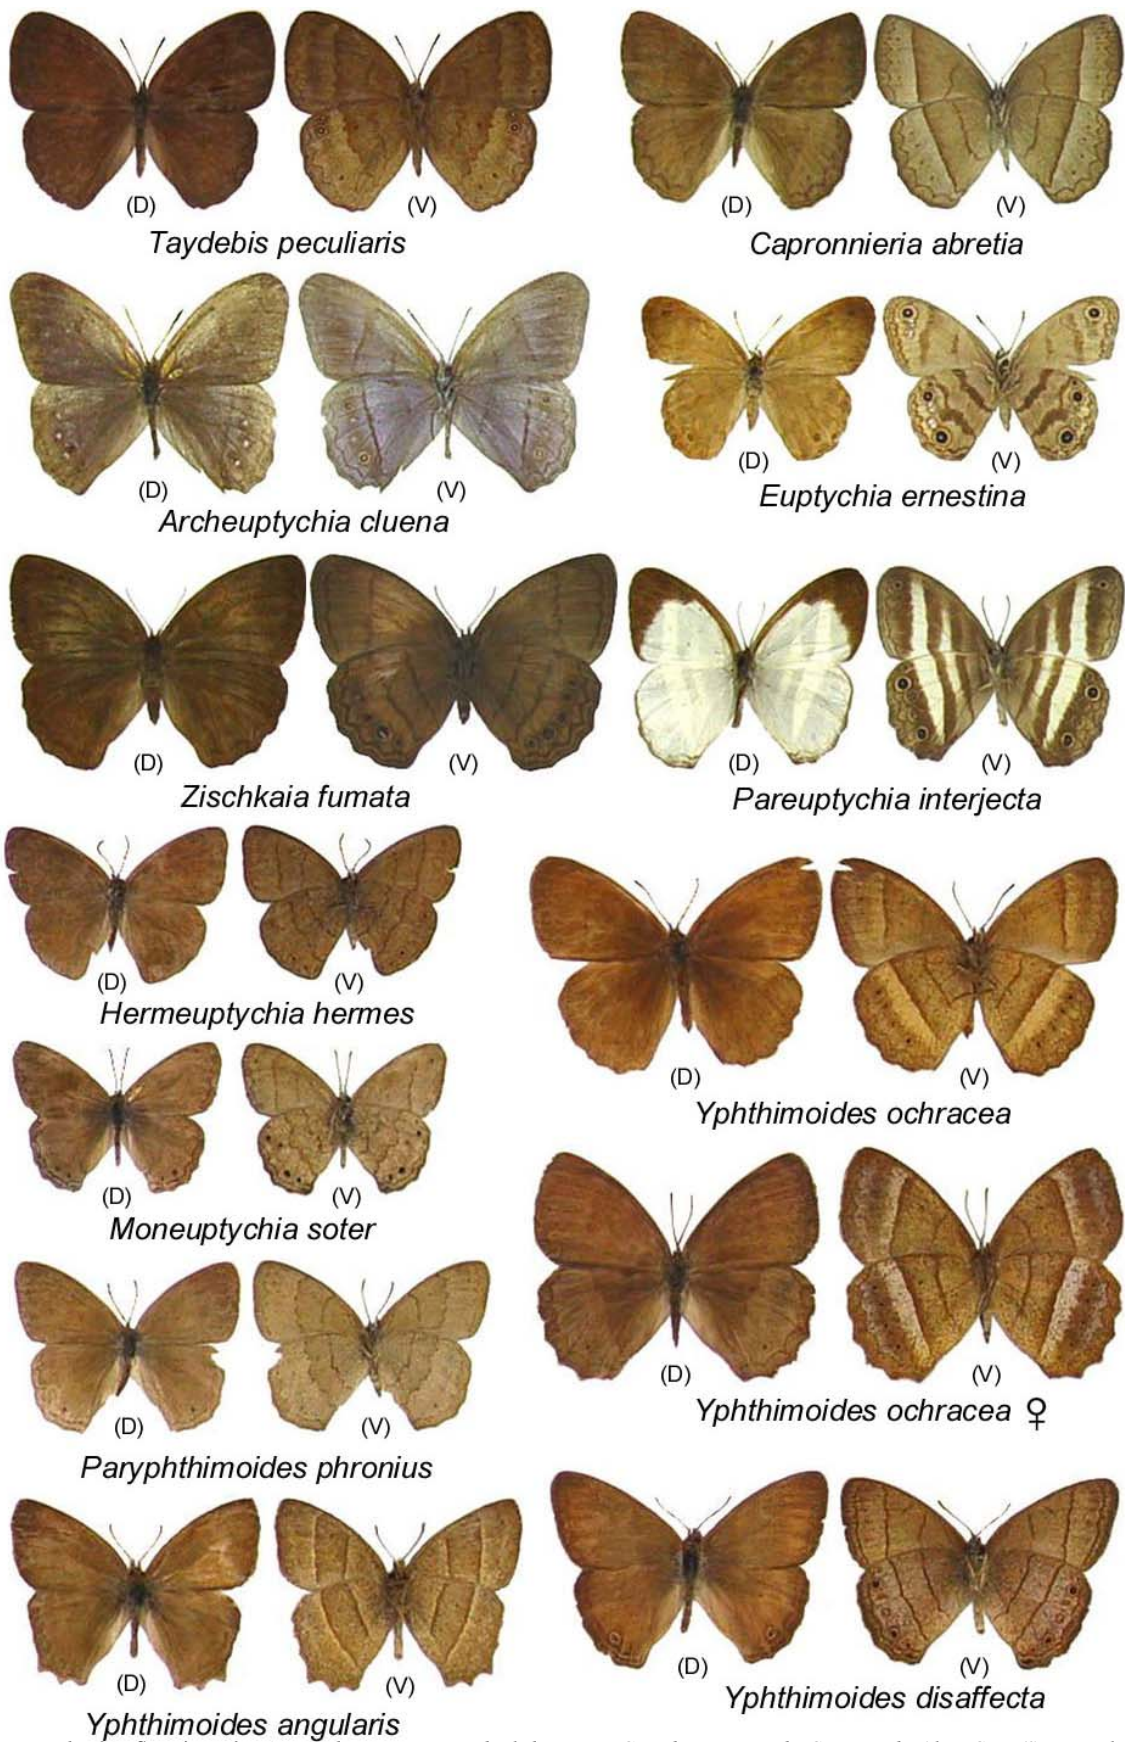 (D) (V) (D) (V)
Taydebis peculiaris
Capronnieria abretia
(D) (V)
Archeuptychia cluena
(D) (V)
Euptychia ernestina
(D) (V)
Zischkaia fumata
(D) (V)
Pareuptychia interjecta
(D) (V)
Hermeuptychia hermes
(D) (V)
Yphthimoides ochracea
(D) (V)
Moneuptychia soter
(D) (V)
Yphthimoides ochracea ♀
(D) (V)
Paryphthimoides phronius
(D) (V)
Yphthimoides disaffecta
(D) (V)
Yphthimoides angularis